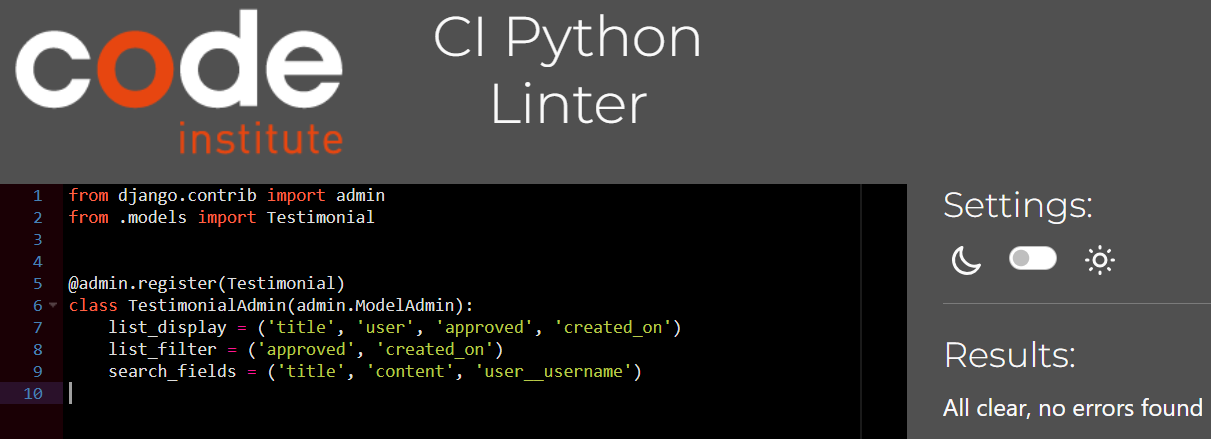 code
institute
CI Python
Linter
1 from django.contrib import admin
2 from .models import Testimonial
3
4
5 @admin.register(Testimonial)
6 class TestimonialAdmin(admin.ModelAdmin):
7     list_display = ('title', 'user', 'approved', 'created_on')
8     list_filter = ('approved', 'created_on')
9     search_fields = ('title', 'content', 'user__username')
10
Settings:
Results:
All clear, no errors found